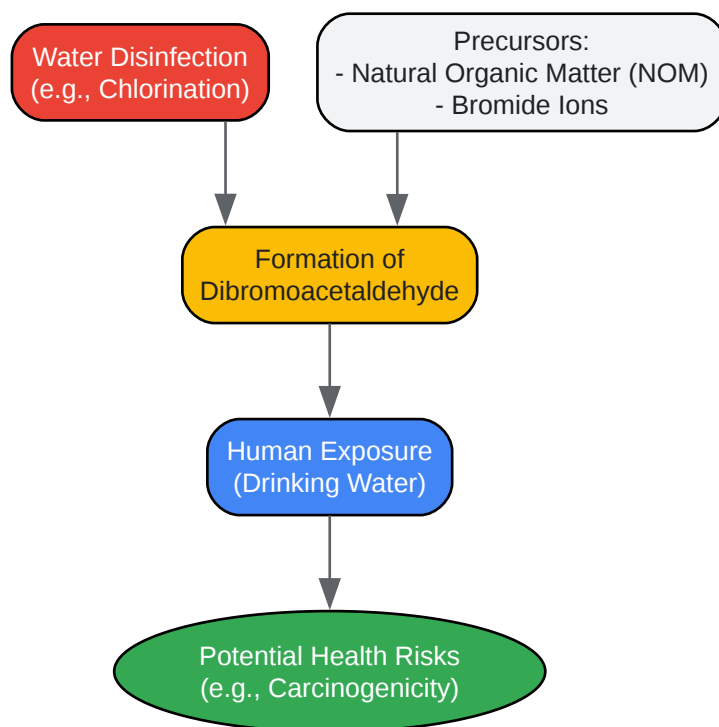 Water Disinfection
(e.g., Chlorination)
Precursors:
- Natural Organic Matter (NOM)
- Bromide Ions
Formation of
Dibromoacetaldehyde
Human Exposure
(Drinking Water)
Potential Health Risks
(e.g., Carcinogenicity)